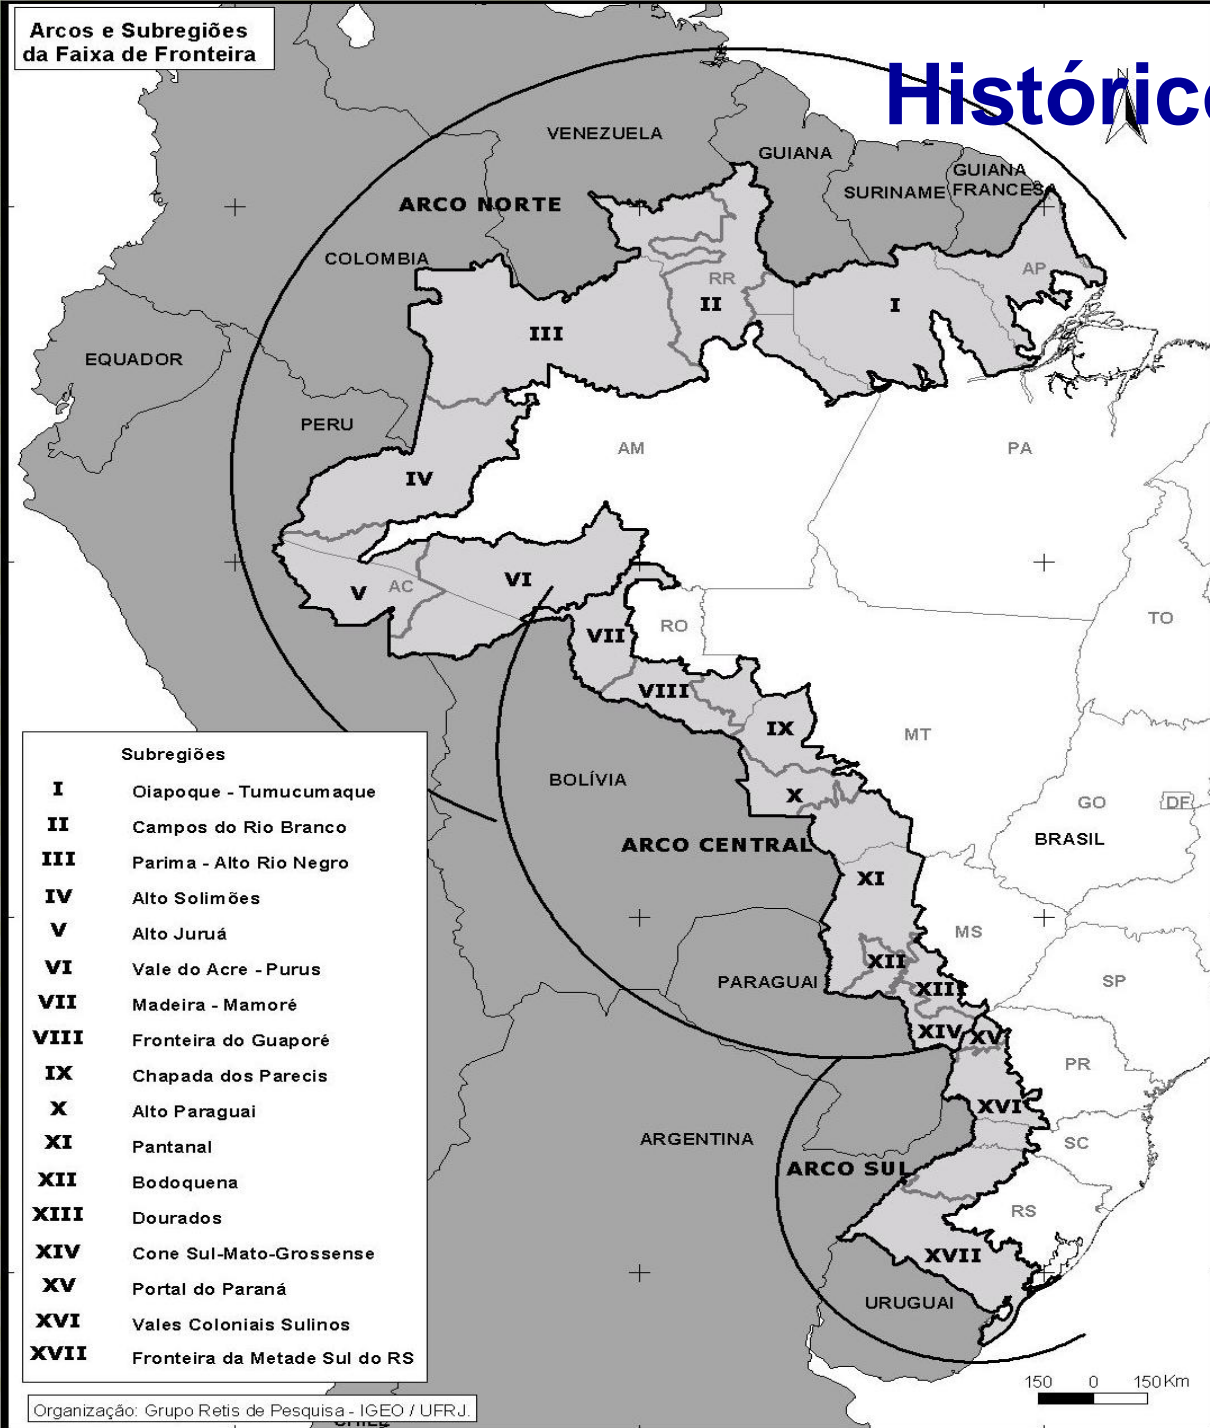 Arcos e Subregiões
da Faixa de Fronteira
N
VENEZUELA
GUIANA
SURINAME
GUIANA
FRANCESA
ARCO NORTE
COLOMBIA
RR
AP
II
I
III
EQUADOR
PERU
AM
PA
IV
VI
V
AC
TO
VII
RO
VIII
IX
MT
BOLÍVIA
X
GO
DF
BRASIL
ARCO CENTRAL
XI
MS
XII
PARAGUAI
XIII
SP
XIV
XV
PR
XVI
ARGENTINA
SC
ARCO SUL
RS
XVII
URUGUAI
Subregiões
I Oiapoque - Tumucumaque
II Campos do Rio Branco
III Parima - Alto Rio Negro
IV Alto Solimões
V Alto Juruá
VI Vale do Acre - Purus
VII Madeira - Mamoré
VIII Fronteira do Guaporé
IX Chapada dos Parecis
X Alto Paraguai
XI Pantanal
XII Bodoquena
XIII Dourados
XIV Cone Sul-Mato-Grossense
XV Portal do Paraná
XVI Vales Coloniais Sulinos
XVII Fronteira da Metade Sul do RS
150 0 150 Km
Organização: Grupo Retis de Pesquisa - IGEO / UFRJ.